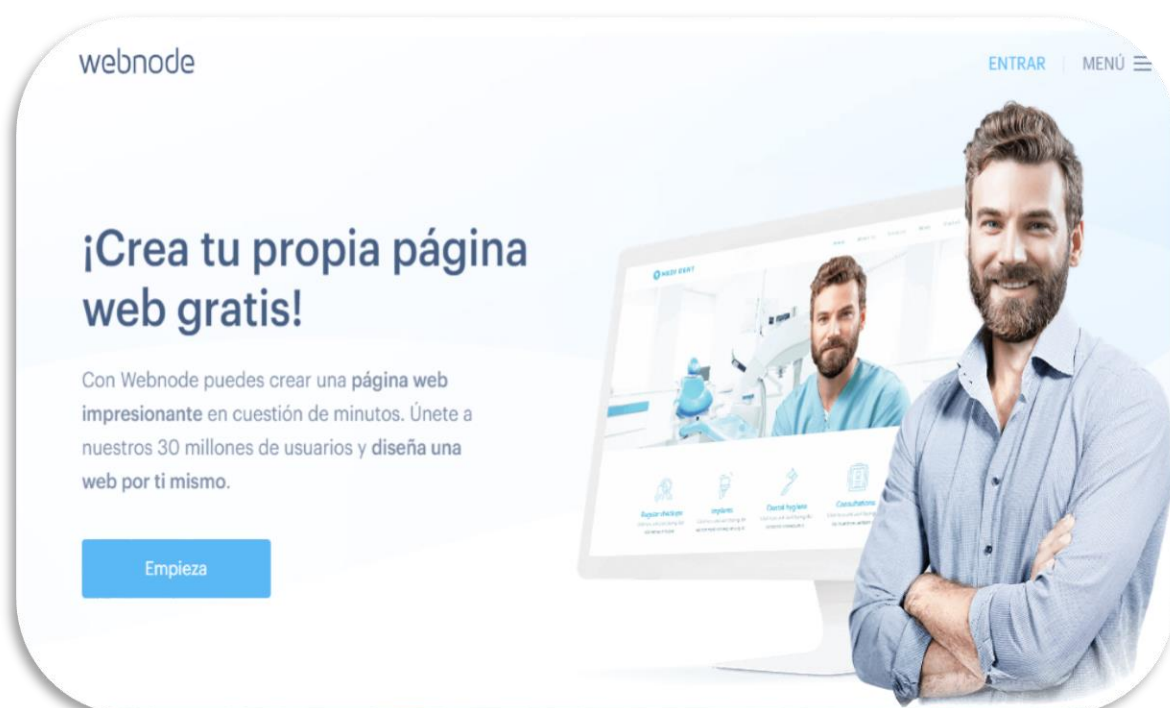 webnode
ENTRAR
MENÚ
¡Crea tu propia página
web gratis!
Con Webnode puedes crear una página web
impresionante en cuestión de minutos. Únete a
nuestros 30 millones de usuarios y diseña una
web por ti mismo.
Empieza
MEDI DENT
Regular checkups
Implants
Dental hygiene
Consultations